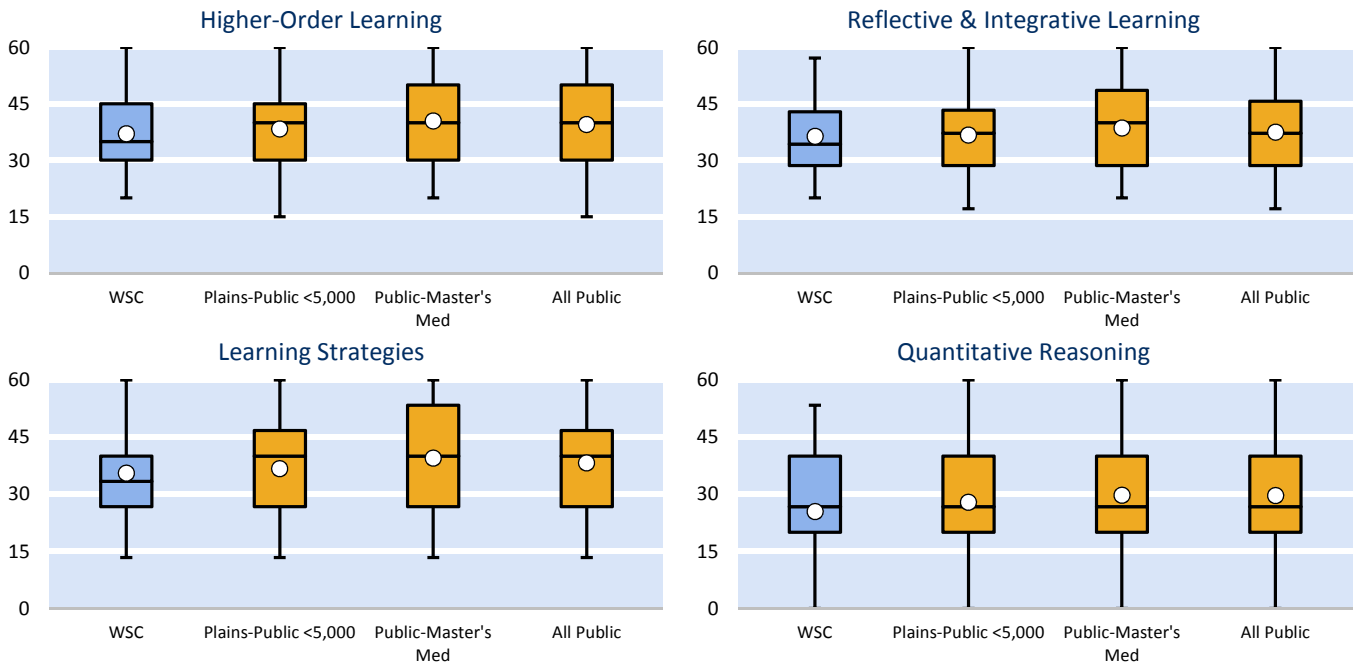 Higher-Order Learning
60
45
30
15
0
WSC
Plains-Public <5,000
Public-Master's
Med
All Public
Reflective & Integrative Learning
60
45
30
15
0
WSC
Plains-Public <5,000
Public-Master's
Med
All Public
Learning Strategies
60
45
30
15
0
WSC
Plains-Public <5,000
Public-Master's
Med
All Public
Quantitative Reasoning
60
45
30
15
0
WSC
Plains-Public <5,000
Public-Master's
Med
All Public